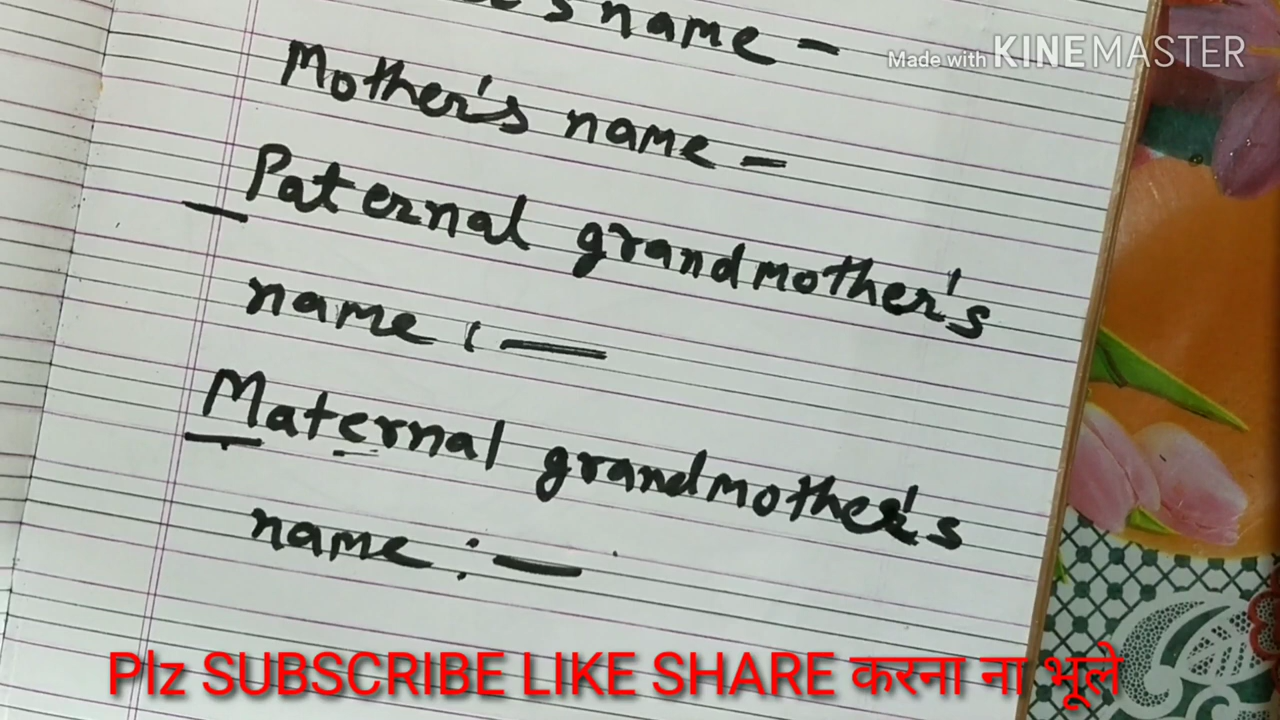 name –
Made with KINEMASTER
Mother's name –
Paternal grandmother's
name : —
Maternal grandmother's
name : —
Plz SUBSCRIBE LIKE SHARE करना ना भूले